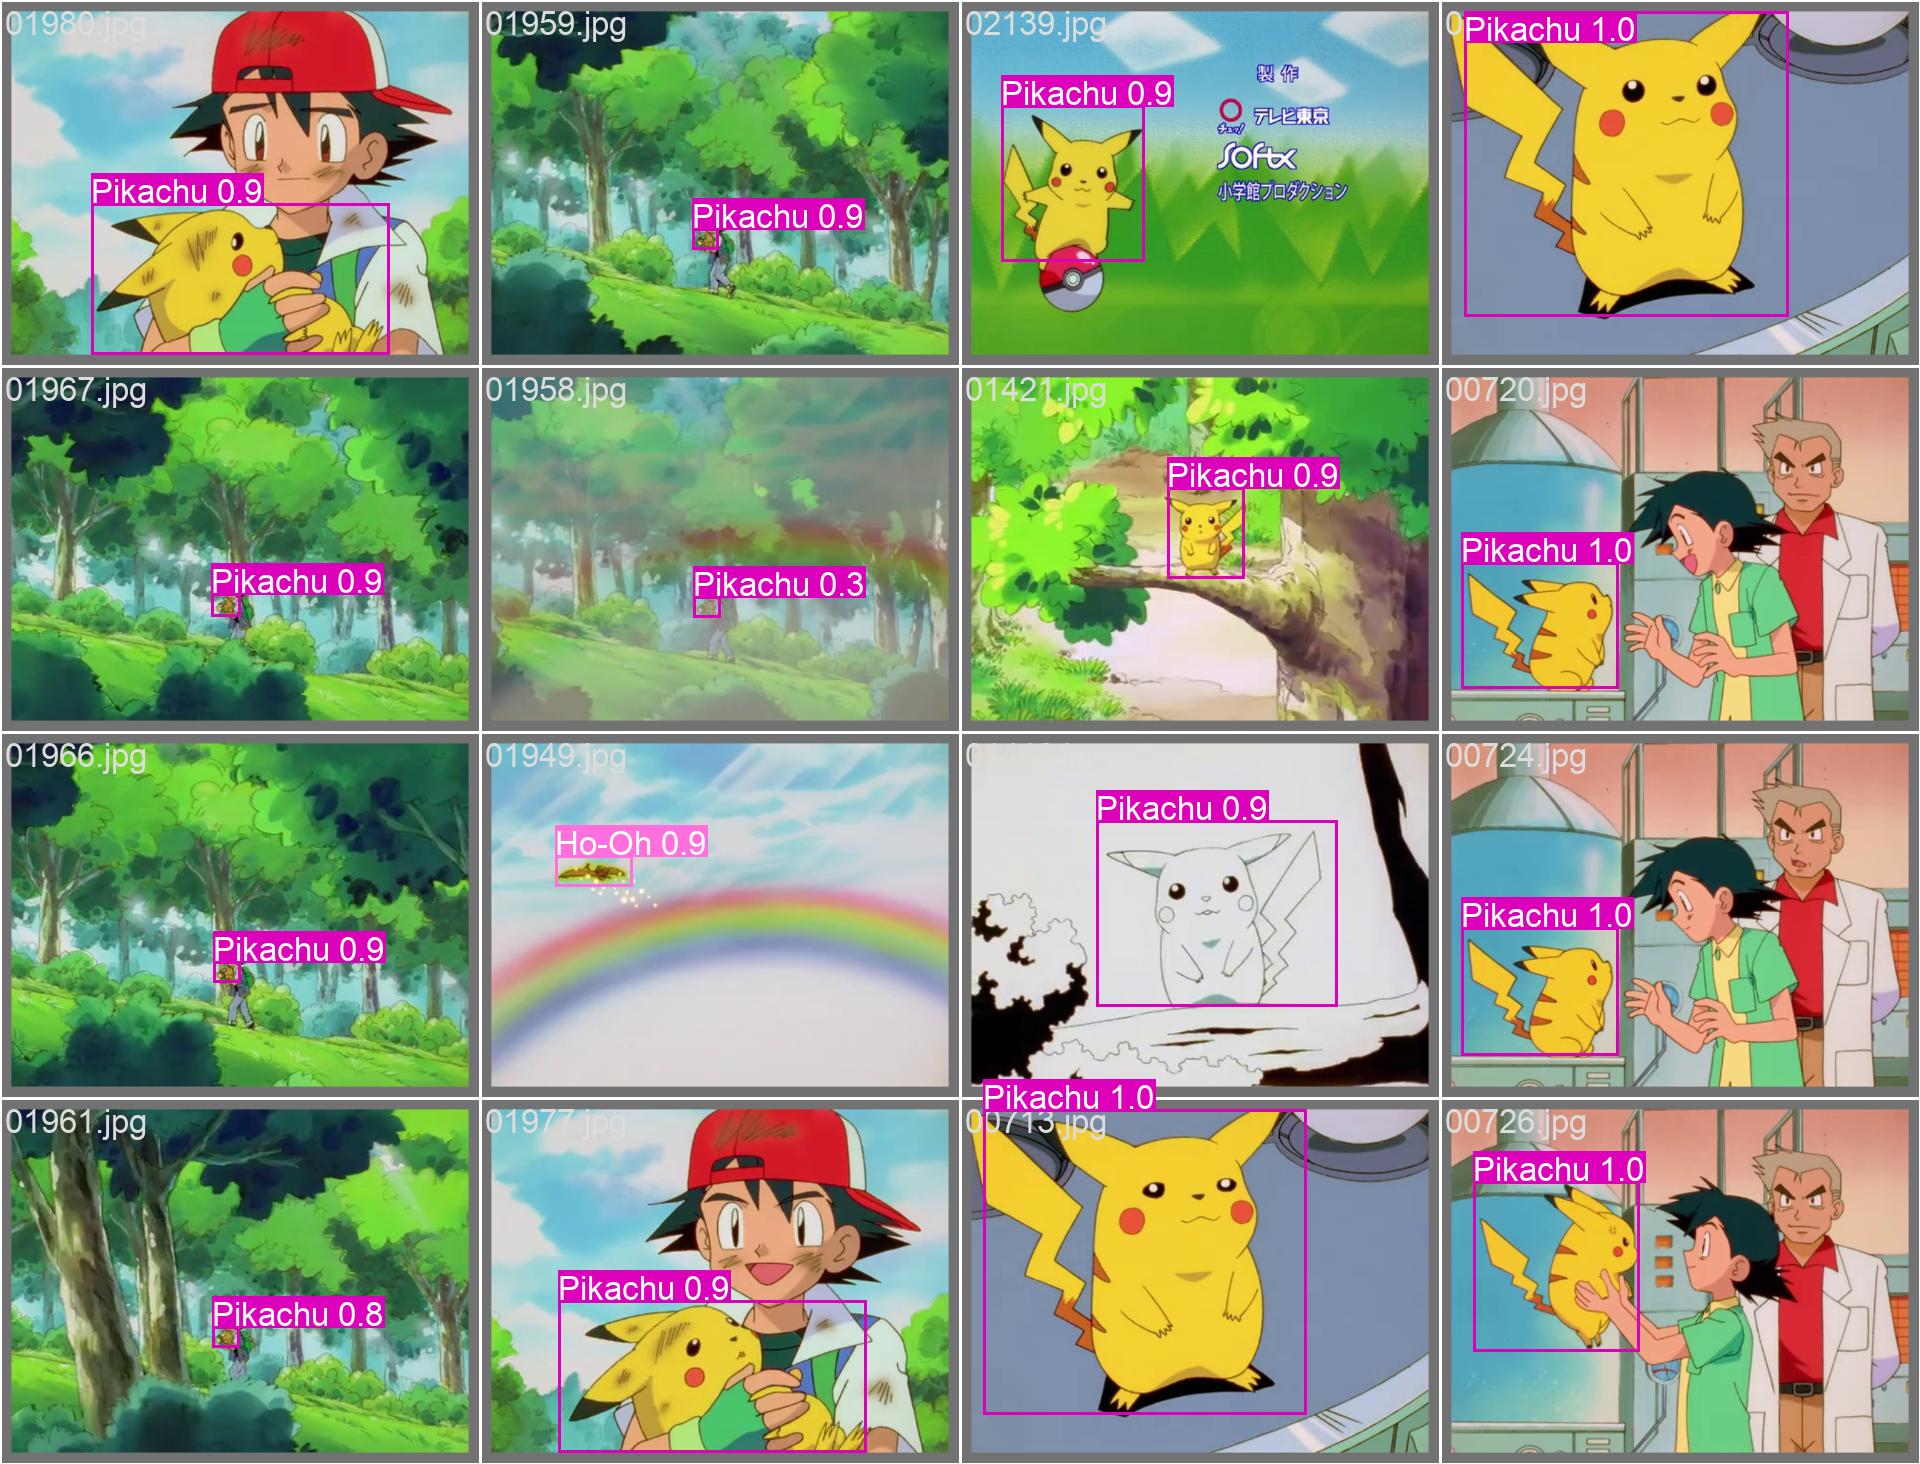 01980.jpg
Pikachu 0.9
01959.jpg
Pikachu 0.9
02139.jpg
Pikachu 0.9
製作
チュッ!
テレビ東京
Softx
小学館プロダクション
Pikachu 1.0
01967.jpg
Pikachu 0.9
01958.jpg
Pikachu 0.3
01421.jpg
Pikachu 0.9
00720.jpg
Pikachu 1.0
01966.jpg
Pikachu 0.9
01949.jpg
Ho-Oh 0.9
Pikachu 0.9
00724.jpg
Pikachu 1.0
01961.jpg
Pikachu 0.8
01977.jpg
Pikachu 0.9
Pikachu 1.0
00713.jpg
00726.jpg
Pikachu 1.0